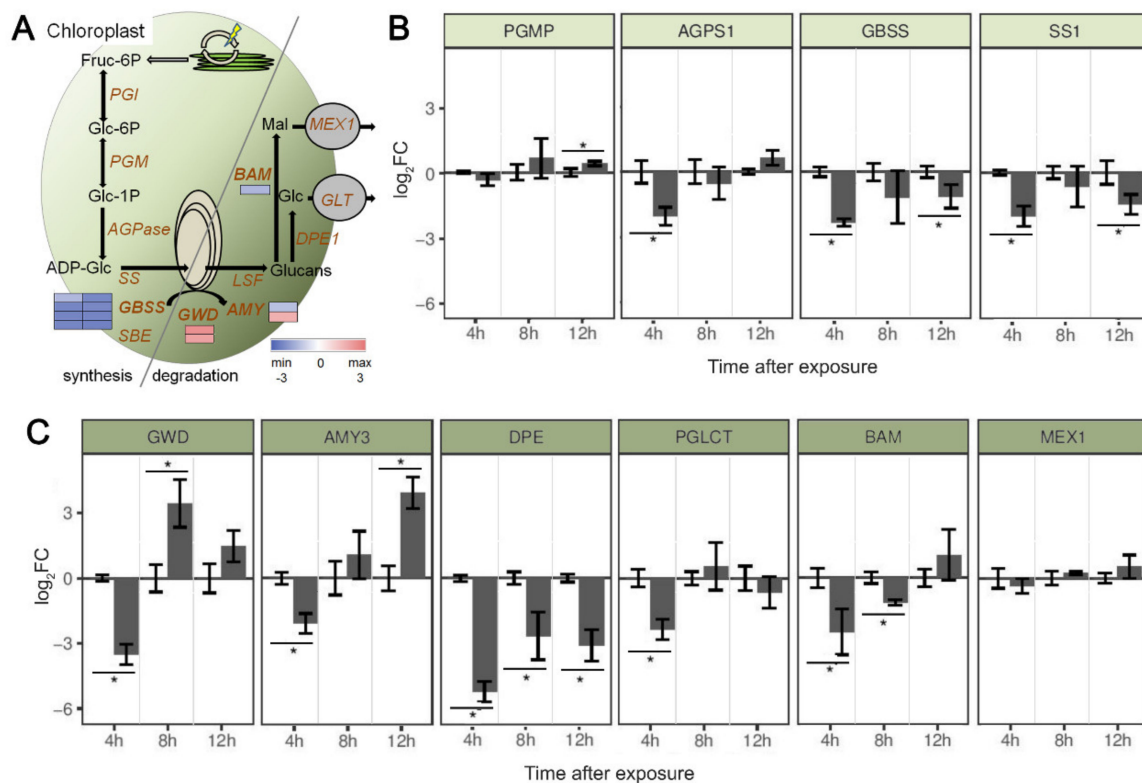 A
Chloroplast
Fruc-6P
PGI
Glc-6P
PGM
Glc-1P
AGPase
ADP-Glc
SS
GBSS
SBE
GWD
AMY
LSF
Glucans
DPE1
Glc
GLT
BAM
Mal
MEX1
min 0 max
-3 3
synthesis degradation
B
PGMP AGPS1 GBSS SS1
log2FC
3
0
-3
-6
* * * * * *
4h 8h 12h 4h 8h 12h 4h 8h 12h 4h 8h 12h
Time after exposure
C
GWD AMY3 DPE PGLCT BAM MEX1
log2FC
3
0
-3
-6
* * * * * * * * * *
4h 8h 12h 4h 8h 12h 4h 8h 12h 4h 8h 12h 4h 8h 12h 4h 8h 12h
Time after exposure